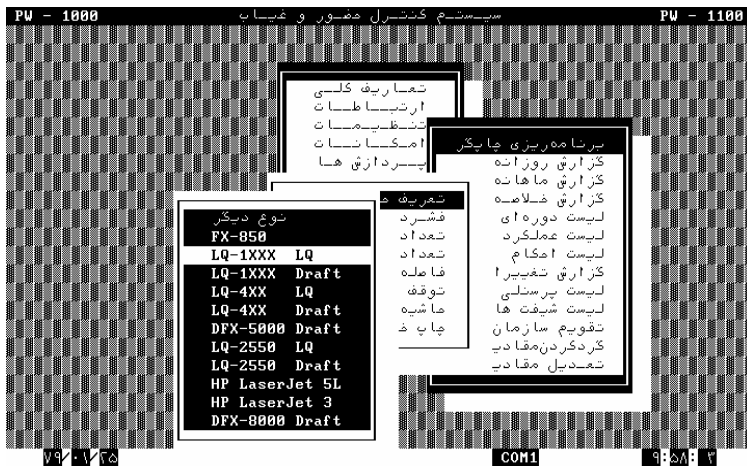 PW - 1000 سیستم کنترل حضور و غیاب PW - 1100
تعاریف کلی
ارتباطات
تنظیمات
امکانات
پردازش ها
برنامه‌ریزی چاپگر
گزارش روزانه
گزارش ماهانه
گزارش خلاصه
لیست دوره‌ای
لیست عملکرد
لیست احکام
گزارش تغییرا
لیست پرسنلی
لیست شیفت ها
تقویم سازمان
گردکردن‌مقادیر
تعدیل مقادیر
تعریف
فشرد
تعداد
تعداد
فاصله
توقف
حاشیه
چاپ
نوع دیگر
FX-850
LQ-1XXX LQ
LQ-1XXX Draft
LQ-4XX LQ
LQ-4XX Draft
DFX-5000 Draft
LQ-2550 LQ
LQ-2550 Draft
HP LaserJet 5L
HP LaserJet 3
DFX-8000 Draft
۷۹/۰۱/۲۵ COM1 ۹:۵۸: ۳